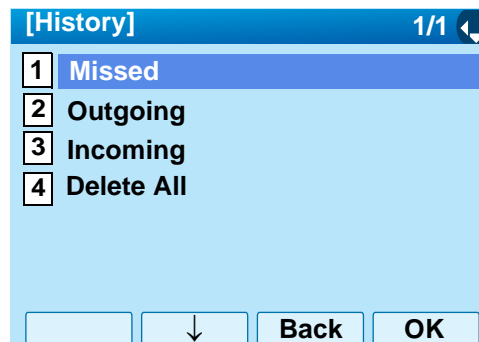 [History] 1/1
1 Missed
2 Outgoing
3 Incoming
4 Delete All
↓ Back OK